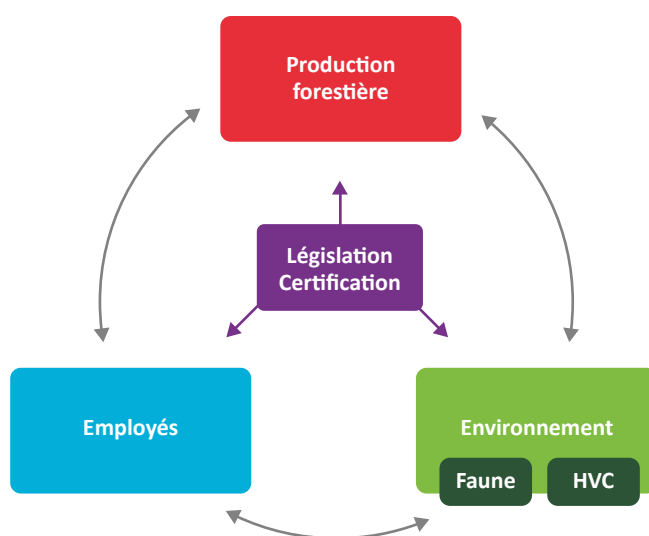 Production
forestière
Législation
Certification
Employés
Environnement
Faune
HVC